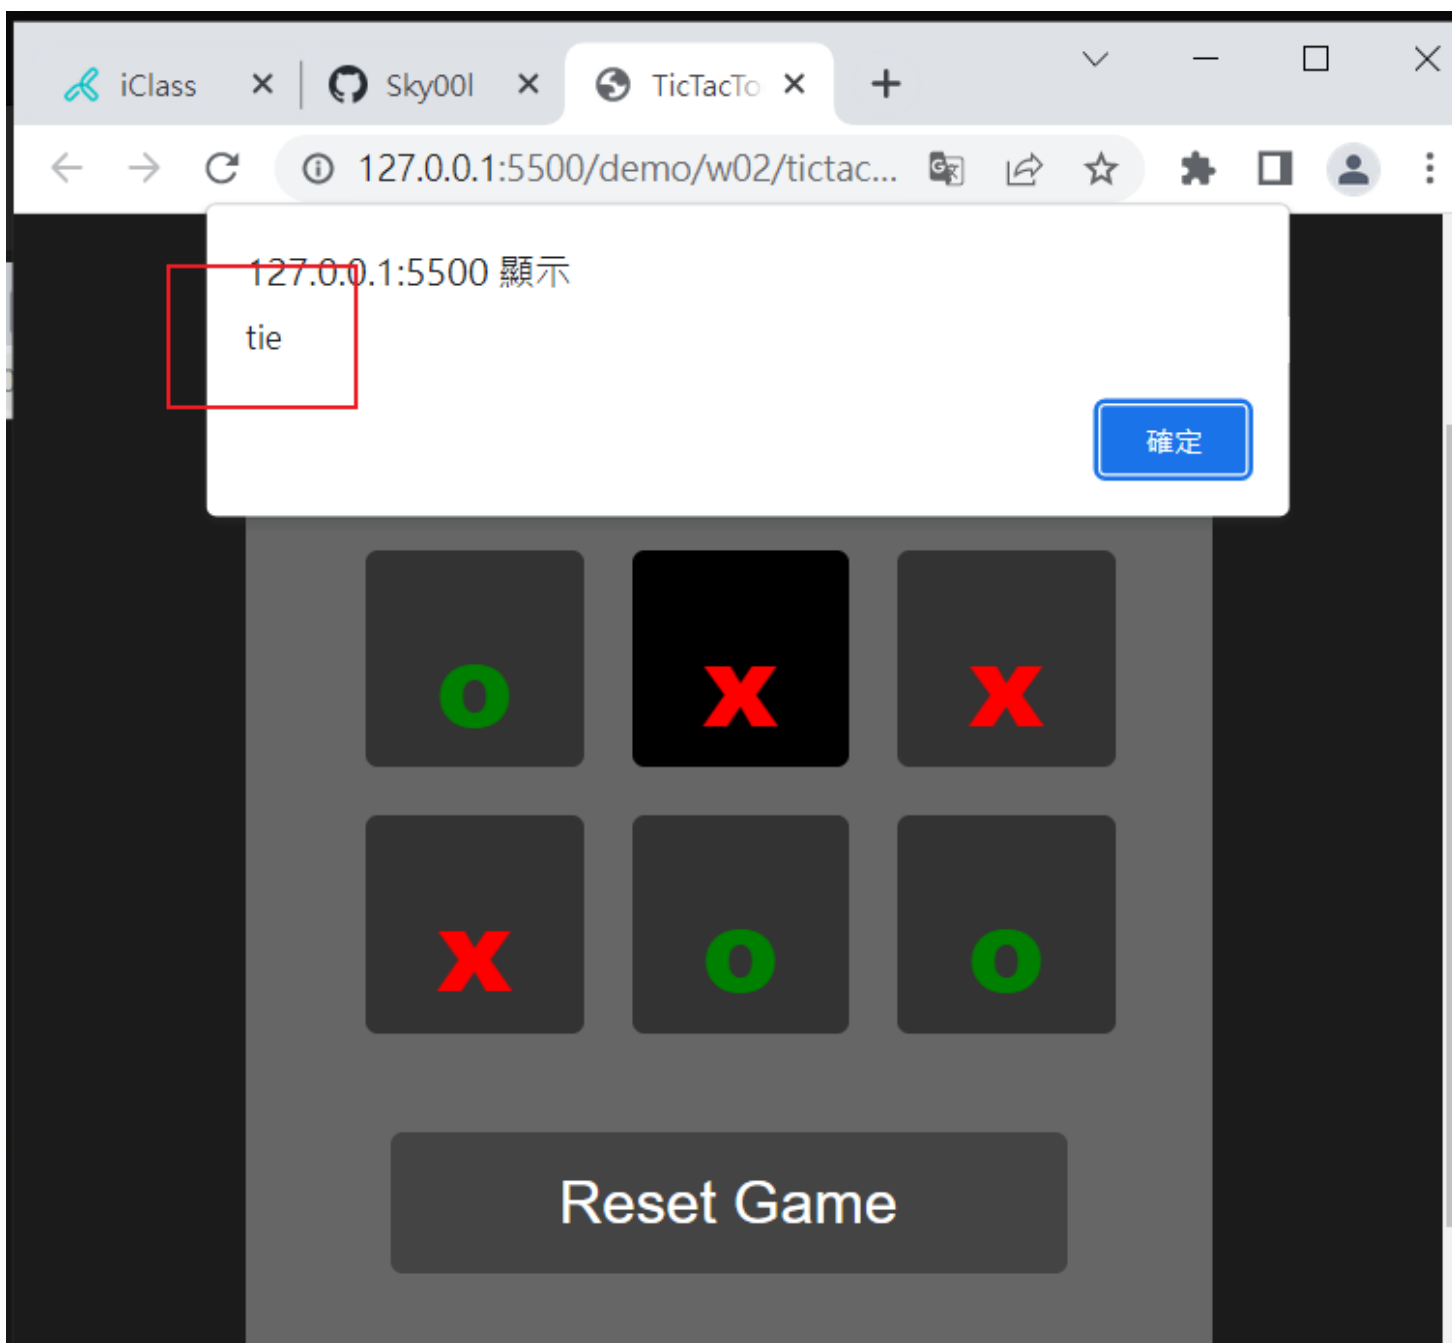 iClass
Sky00l
TicTacTo
127.0.0.1:5500/demo/w02/tictac...
127.0.0.1:5500 顯示
tie
確定
o x x
x o o
Reset Game